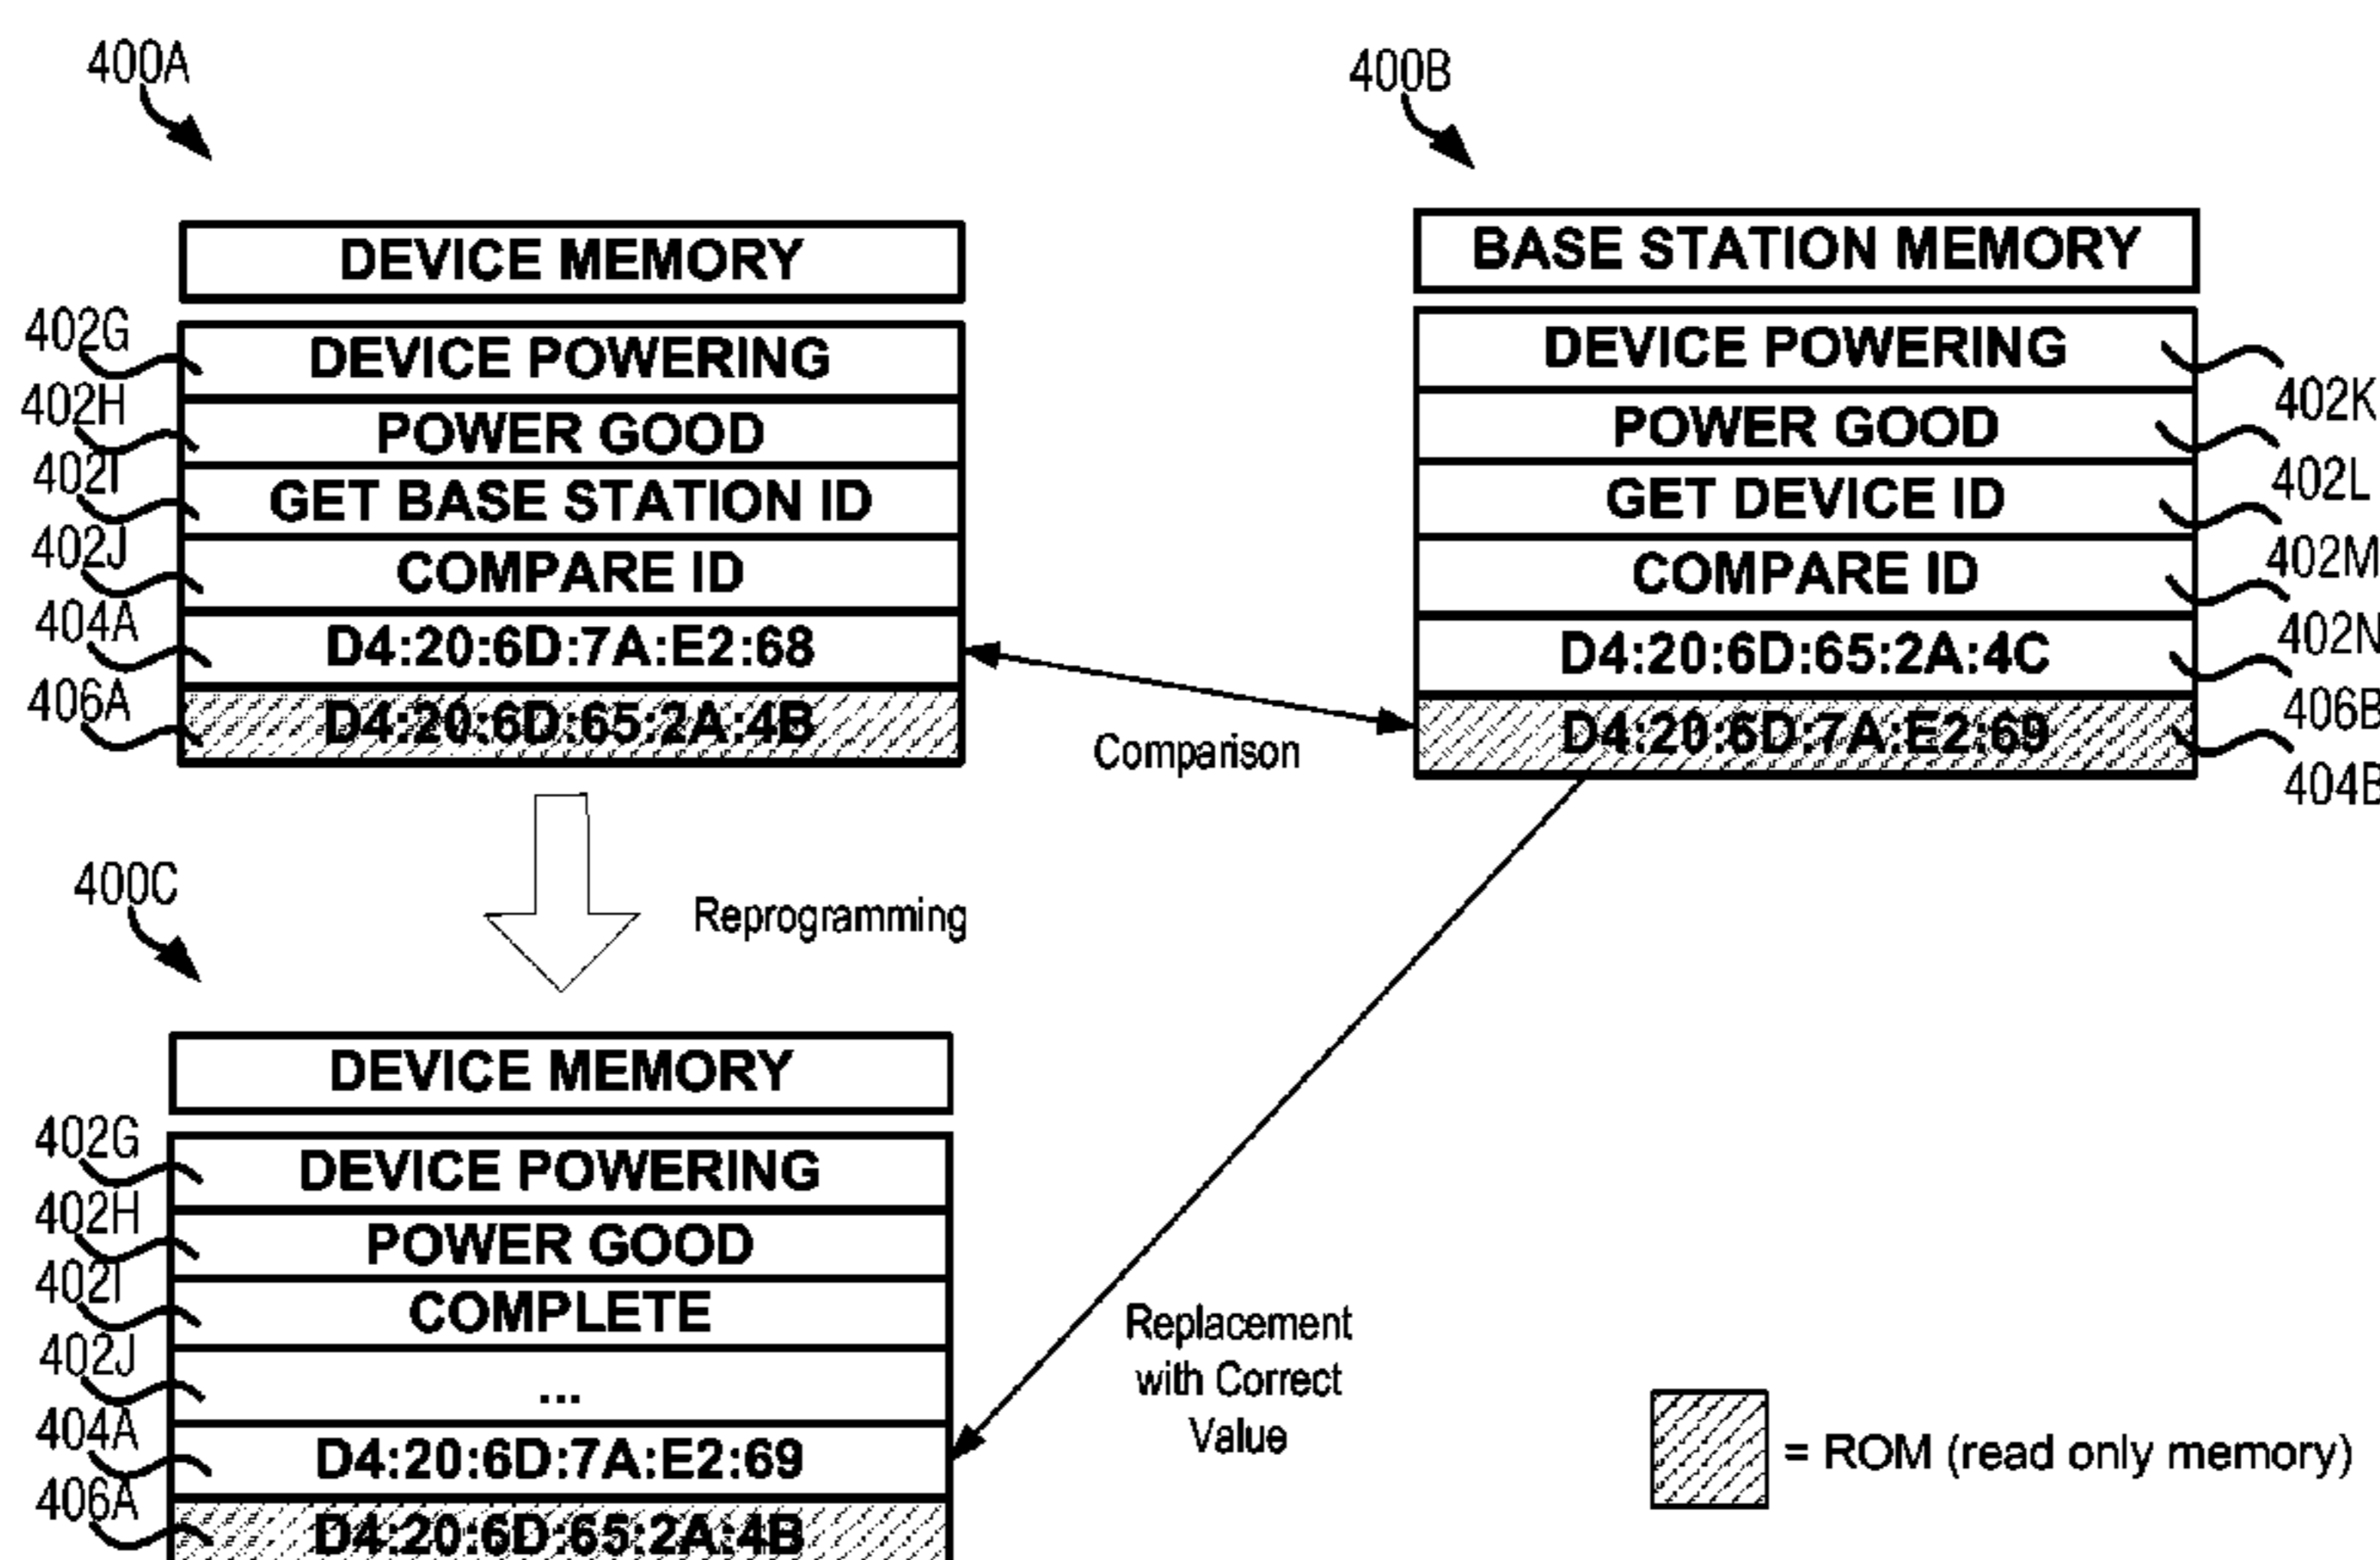 400A
DEVICE MEMORY
402G
DEVICE POWERING
402H
POWER GOOD
402I
GET BASE STATION ID
402J
COMPARE ID
404A
D4:20:6D:7A:E2:68
406A
D4:20:6D:65:2A:4B
400B
BASE STATION MEMORY
DEVICE POWERING
402K
POWER GOOD
402L
GET DEVICE ID
402M
COMPARE ID
402N
D4:20:6D:65:2A:4C
406B
D4:20:6D:7A:E2:69
404B
Comparison
Reprogramming
400C
DEVICE MEMORY
402G
DEVICE POWERING
402H
POWER GOOD
402I
COMPLETE
402J
...
404A
D4:20:6D:7A:E2:69
406A
D4:20:6D:65:2A:4B
Replacement
with Correct
Value
= ROM (read only memory)